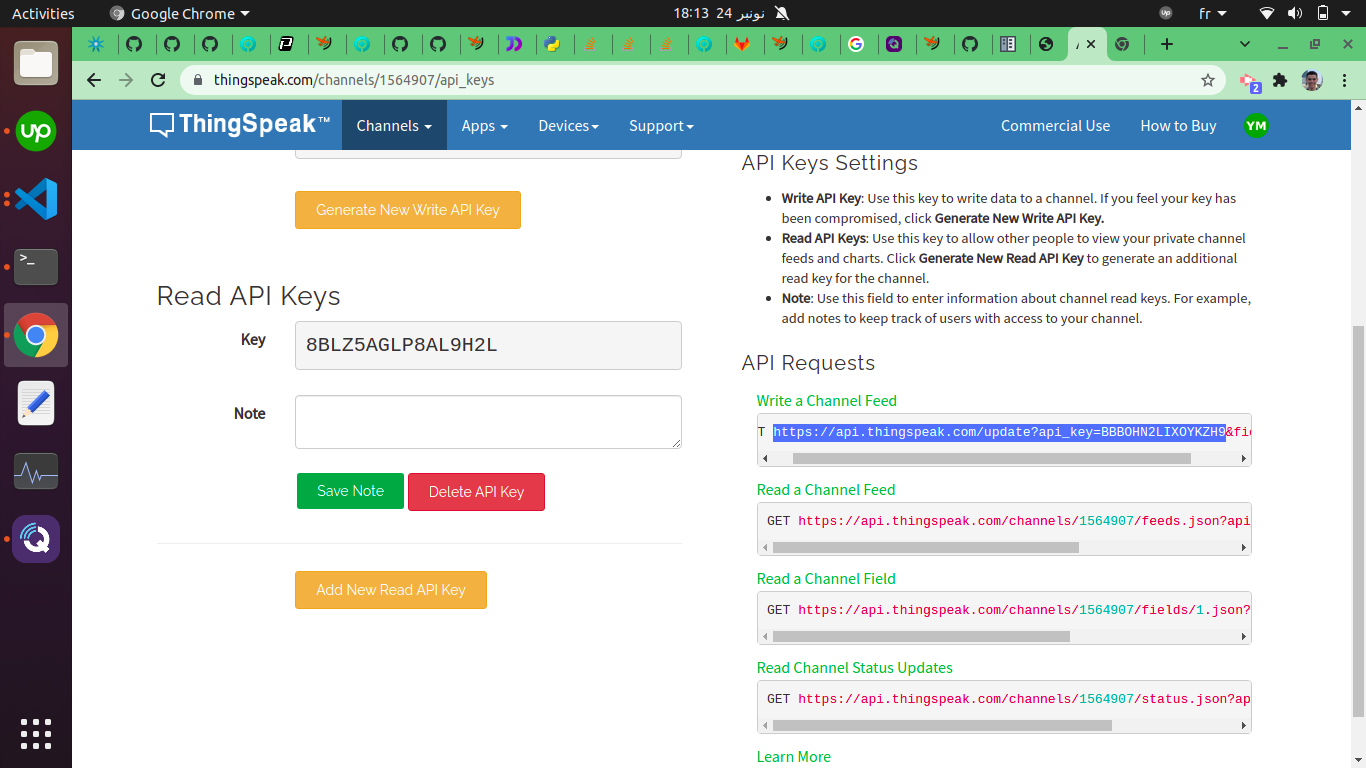 Activities
Google Chrome
18:13 24 نونبر
fr
thingspeak.com/channels/1564907/api_keys
2
ThingSpeak™
Channels
Apps
Devices
Support
Commercial Use
How to Buy
YM
Generate New Write API Key
Read API Keys
Key
8BLZ5AGLP8AL9H2L
Note
Save Note
Delete API Key
Add New Read API Key
API Keys Settings
• Write API Key: Use this key to write data to a channel. If you feel your key has
been compromised, click Generate New Write API Key.
• Read API Keys: Use this key to allow other people to view your private channel
feeds and charts. Click Generate New Read API Key to generate an additional
read key for the channel.
• Note: Use this field to enter information about channel read keys. For example,
add notes to keep track of users with access to your channel.
API Requests
Write a Channel Feed
T https://api.thingspeak.com/update?api_key=BBBOHN2LIXOYKZH9&fie
Read a Channel Feed
GET https://api.thingspeak.com/channels/1564907/feeds.json?api
Read a Channel Field
GET https://api.thingspeak.com/channels/1564907/fields/1.json?
Read Channel Status Updates
GET https://api.thingspeak.com/channels/1564907/status.json?ap
Learn More